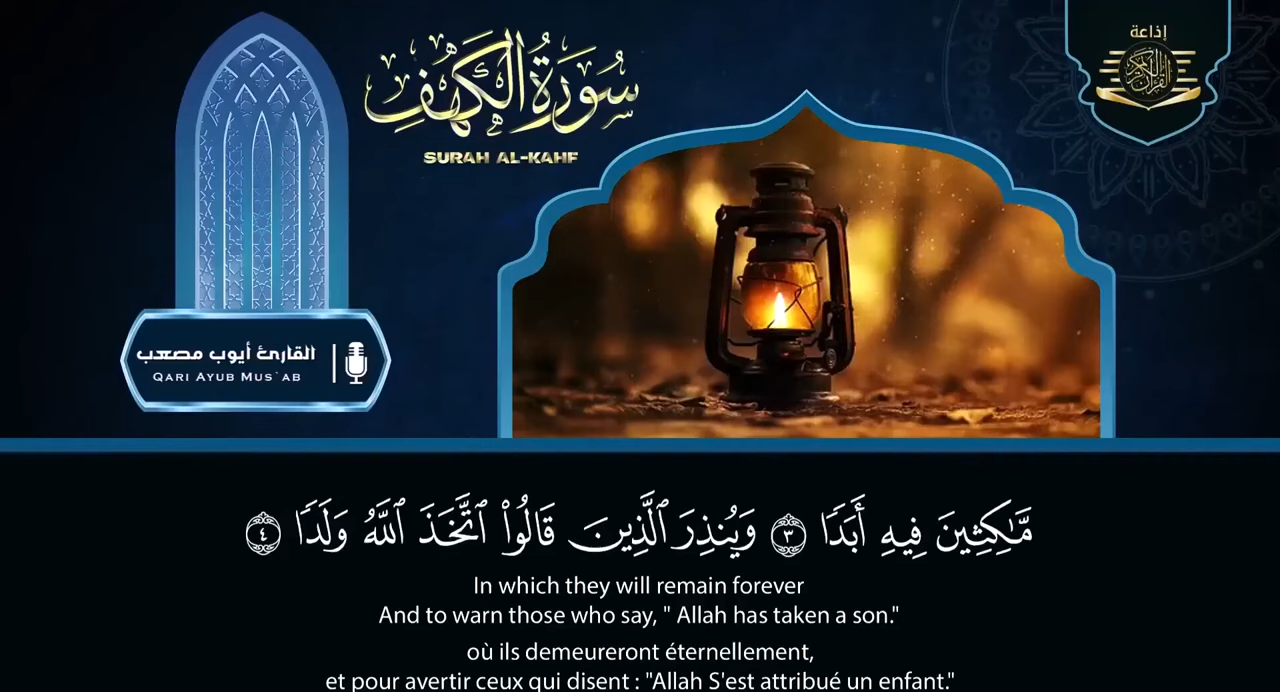 سُورَةُ الكَهْفِ
SURAH AL-KAHF
إذاعة
القرآن الكريم
القارئ أيوب مصعب
QARI AYUB MUS`AB
مَّـٰكِثِينَ فِيهِ أَبَدًا ٣ وَيُنذِرَ ٱلَّذِينَ قَالُوا۟ ٱتَّخَذَ ٱللَّهُ وَلَدًا ٤
In which they will remain forever
And to warn those who say, " Allah has taken a son."
où ils demeureront éternellement,
et pour avertir ceux qui disent : "Allah S'est attribué un enfant."